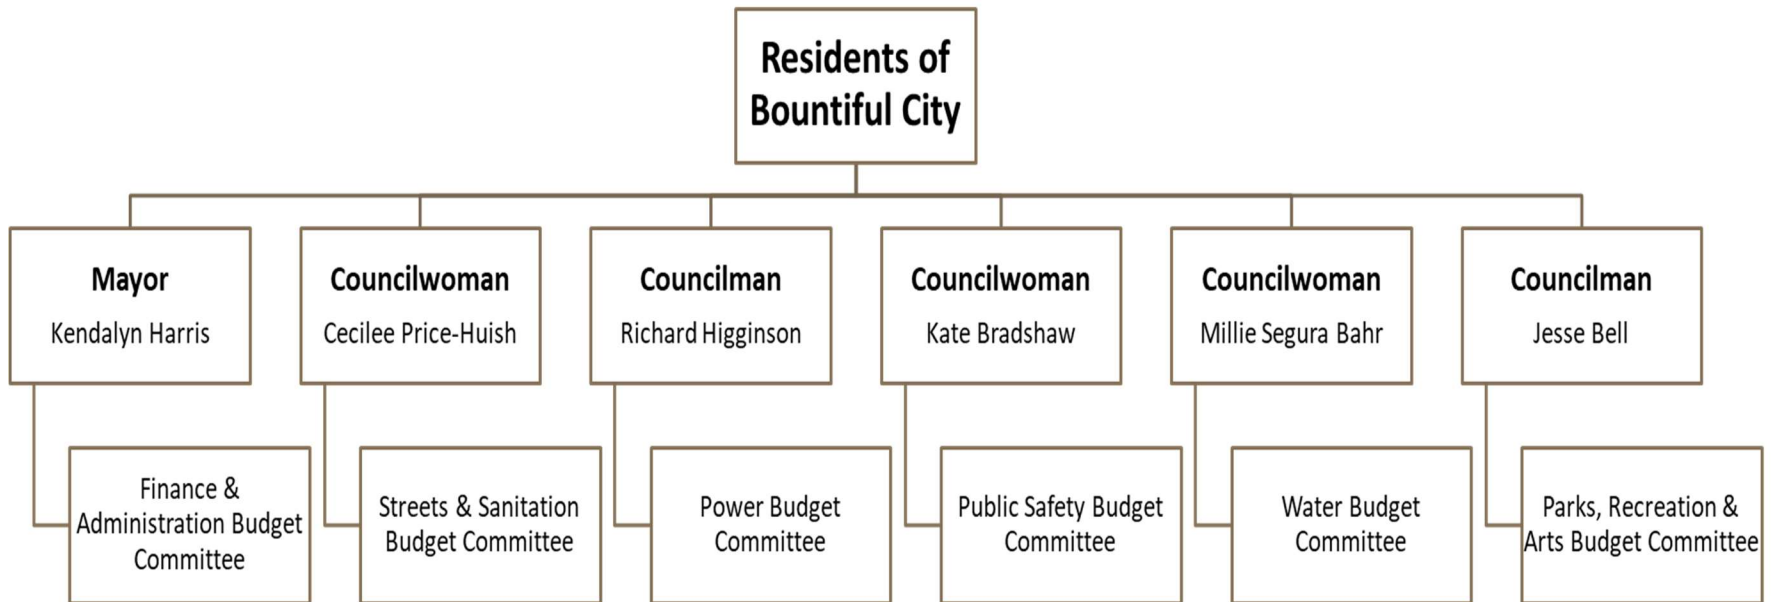 Residents of
Bountiful City
Mayor
Kendalyn Harris
Councilwoman
Cecilee Price-Huish
Councilman
Richard Higginson
Councilwoman
Kate Bradshaw
Councilwoman
Millie Segura Bahr
Councilman
Jesse Bell
Finance &
Administration Budget
Committee
Streets & Sanitation
Budget Committee
Power Budget
Committee
Public Safety Budget
Committee
Water Budget
Committee
Parks, Recreation &
Arts Budget Committee